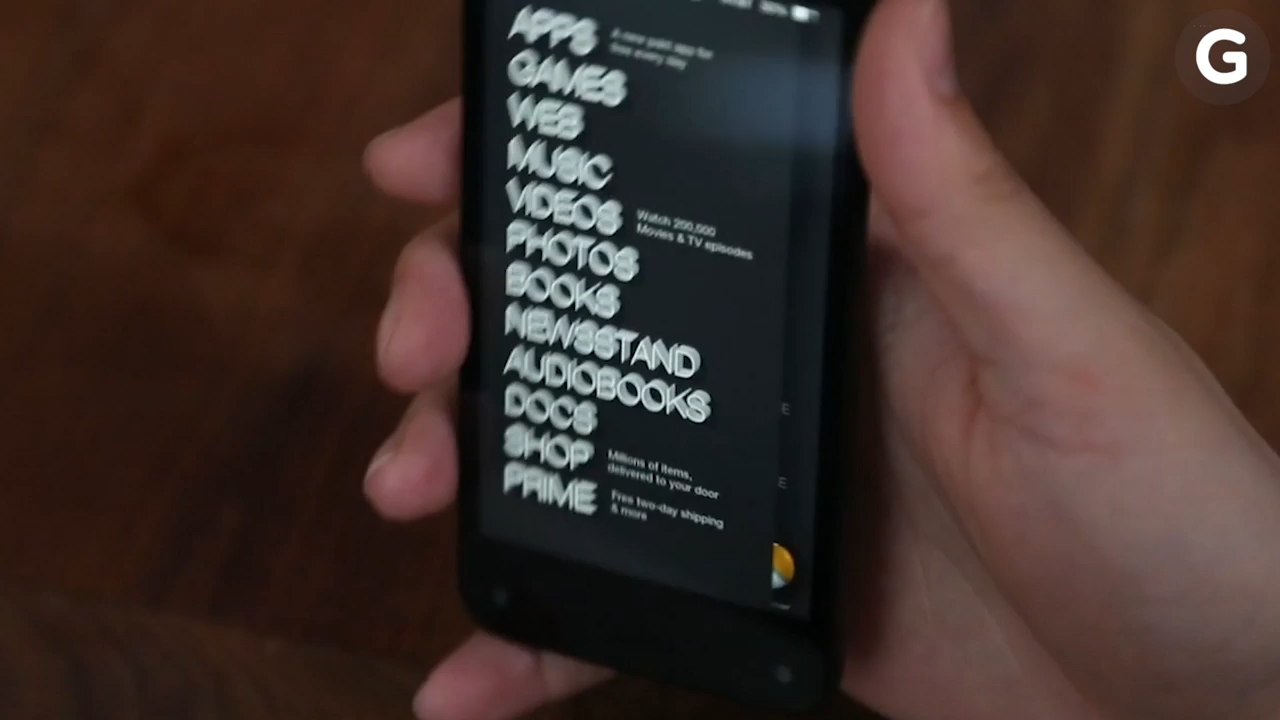 G
APPS
A new paid app for
free every day
GAMES
WEB
MUSIC
VIDEOS
Watch 200,000
Movies & TV episodes
PHOTOS
BOOKS
NEWSSTAND
AUDIOBOOKS
DOCS
SHOP
Millions of items,
delivered to your door
PRIME
Free two-day shipping
& more
E
E